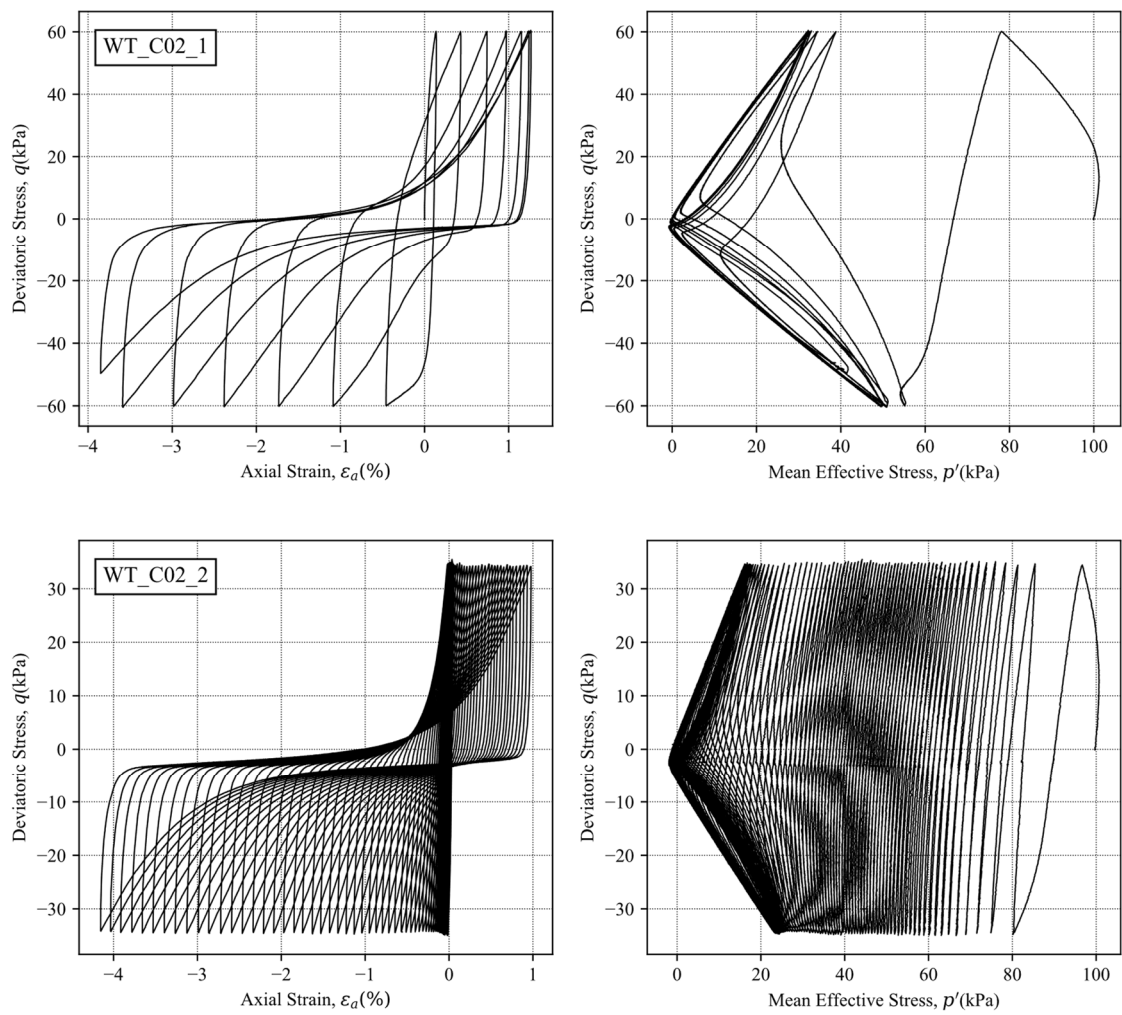 WT_C02_1
60
40
20
0
−20
−40
−60
Deviatoric Stress, q(kPa)
−4 −3 −2 −1 0 1
Axial Strain, εa(%)
60
40
20
0
−20
−40
−60
Deviatoric Stress, q(kPa)
0 20 40 60 80 100
Mean Effective Stress, p′(kPa)
WT_C02_2
30
20
10
0
−10
−20
−30
Deviatoric Stress, q(kPa)
−4 −3 −2 −1 0 1
Axial Strain, εa(%)
30
20
10
0
−10
−20
−30
Deviatoric Stress, q(kPa)
0 20 40 60 80 100
Mean Effective Stress, p′(kPa)